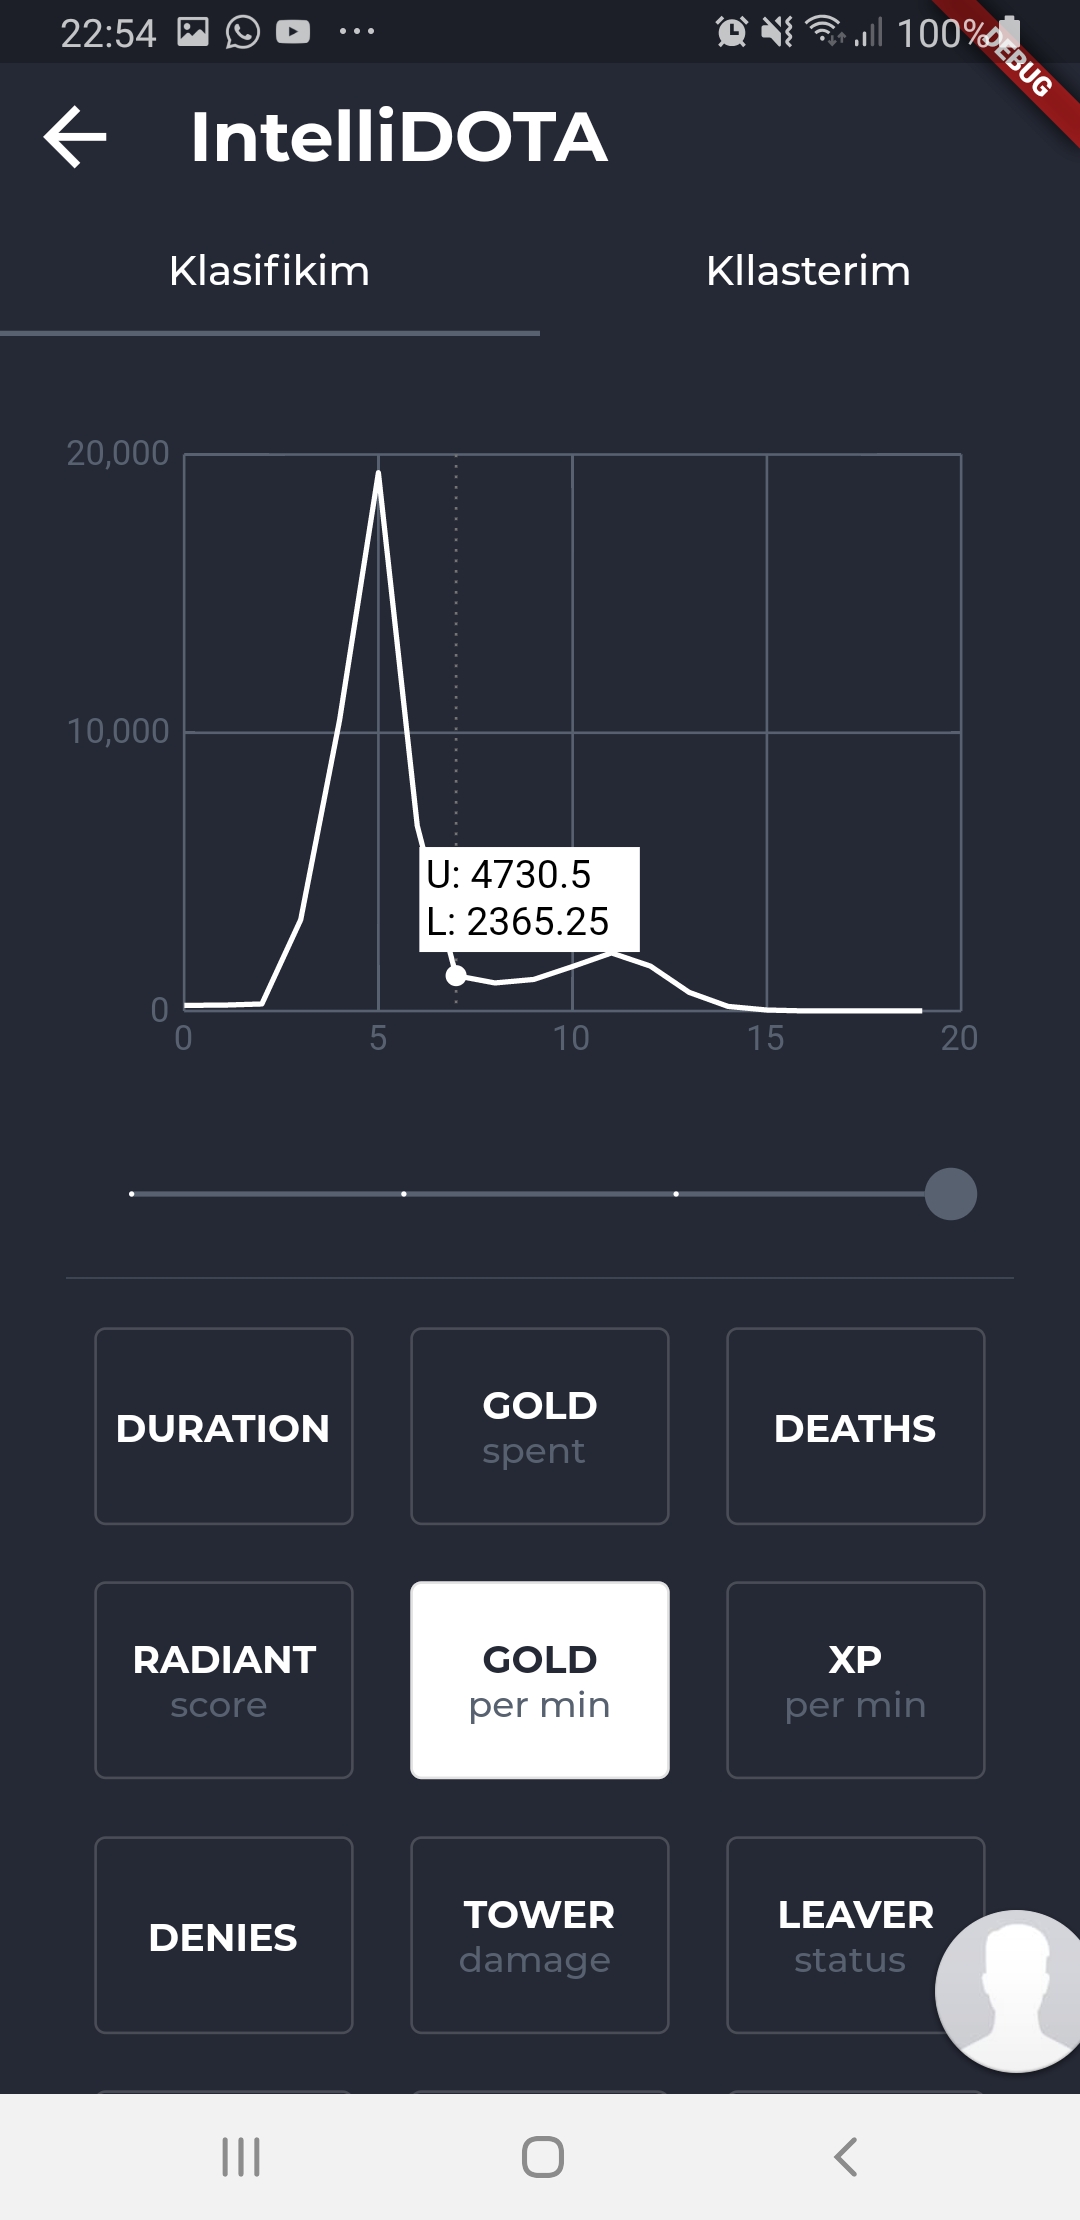 22:54 100%
DEBUG
IntelliDOTA
Klasifikim Kllasterim
20,000
10,000
U: 4730.5
L: 2365.25
0
0 5 10 15 20
DURATION
GOLD
spent
DEATHS
RADIANT
score
GOLD
per min
XP
per min
DENIES
TOWER
damage
LEAVER
status